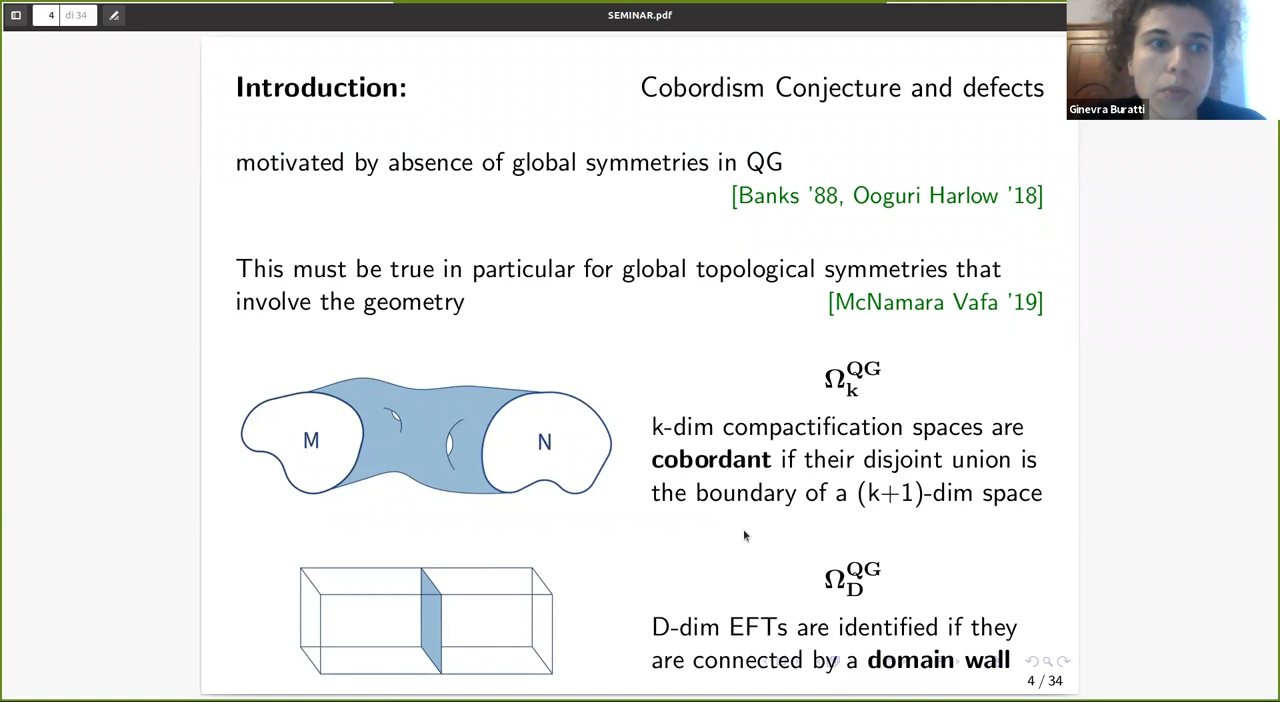 4 di 34
SEMINAR.pdf
Ginevra Buratti
Introduction:
Cobordism Conjecture and defects
motivated by absence of global symmetries in QG
[Banks '88, Ooguri Harlow '18]
This must be true in particular for global topological symmetries that
involve the geometry
[McNamara Vafa '19]
M
N
Ω_k^QG
k-dim compactification spaces are
cobordant if their disjoint union is
the boundary of a (k+1)-dim space
Ω_D^QG
D-dim EFTs are identified if they
are connected by a domain wall
4 / 34